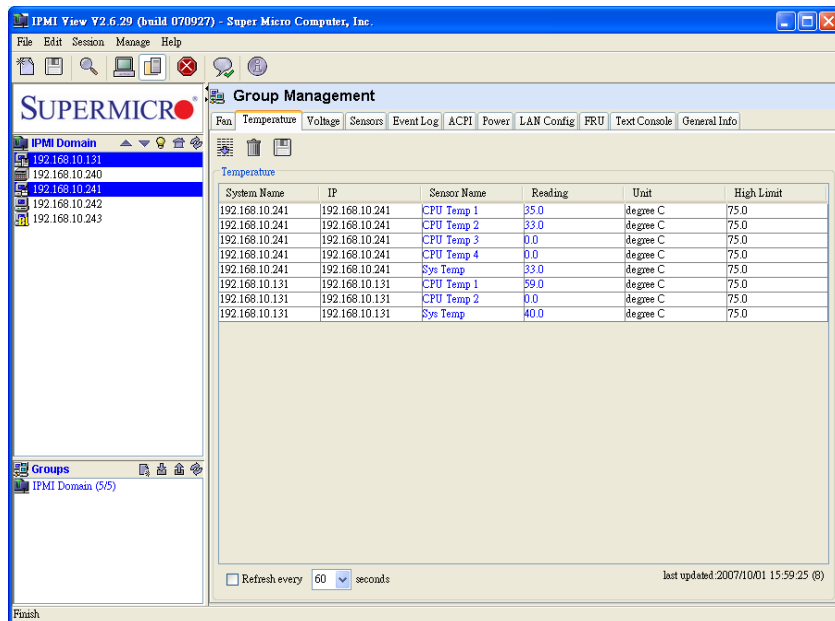 IPMI View V2.6.29 (build 070927) - Super Micro Computer, Inc.
File Edit Session Manage Help
SUPERMICRO
Group Management
Fan Temperature Voltage Sensors Event Log ACPI Power LAN Config FRU Text Console General Info
IPMI Domain
192.168.10.131
192.168.10.240
192.168.10.241
192.168.10.242
192.168.10.243
Temperature
System Name IP Sensor Name Reading Unit High Limit
192.168.10.241 192.168.10.241 CPU Temp 1 35.0 degree C 75.0
192.168.10.241 192.168.10.241 CPU Temp 2 33.0 degree C 75.0
192.168.10.241 192.168.10.241 CPU Temp 3 0.0 degree C 75.0
192.168.10.241 192.168.10.241 CPU Temp 4 0.0 degree C 75.0
192.168.10.241 192.168.10.241 Sys Temp 33.0 degree C 75.0
192.168.10.131 192.168.10.131 CPU Temp 1 59.0 degree C 75.0
192.168.10.131 192.168.10.131 CPU Temp 2 0.0 degree C 75.0
192.168.10.131 192.168.10.131 Sys Temp 40.0 degree C 75.0
Groups
IPMI Domain (5/5)
Refresh every 60 seconds
last updated:2007/10/01 15:59:25 (8)
Finish